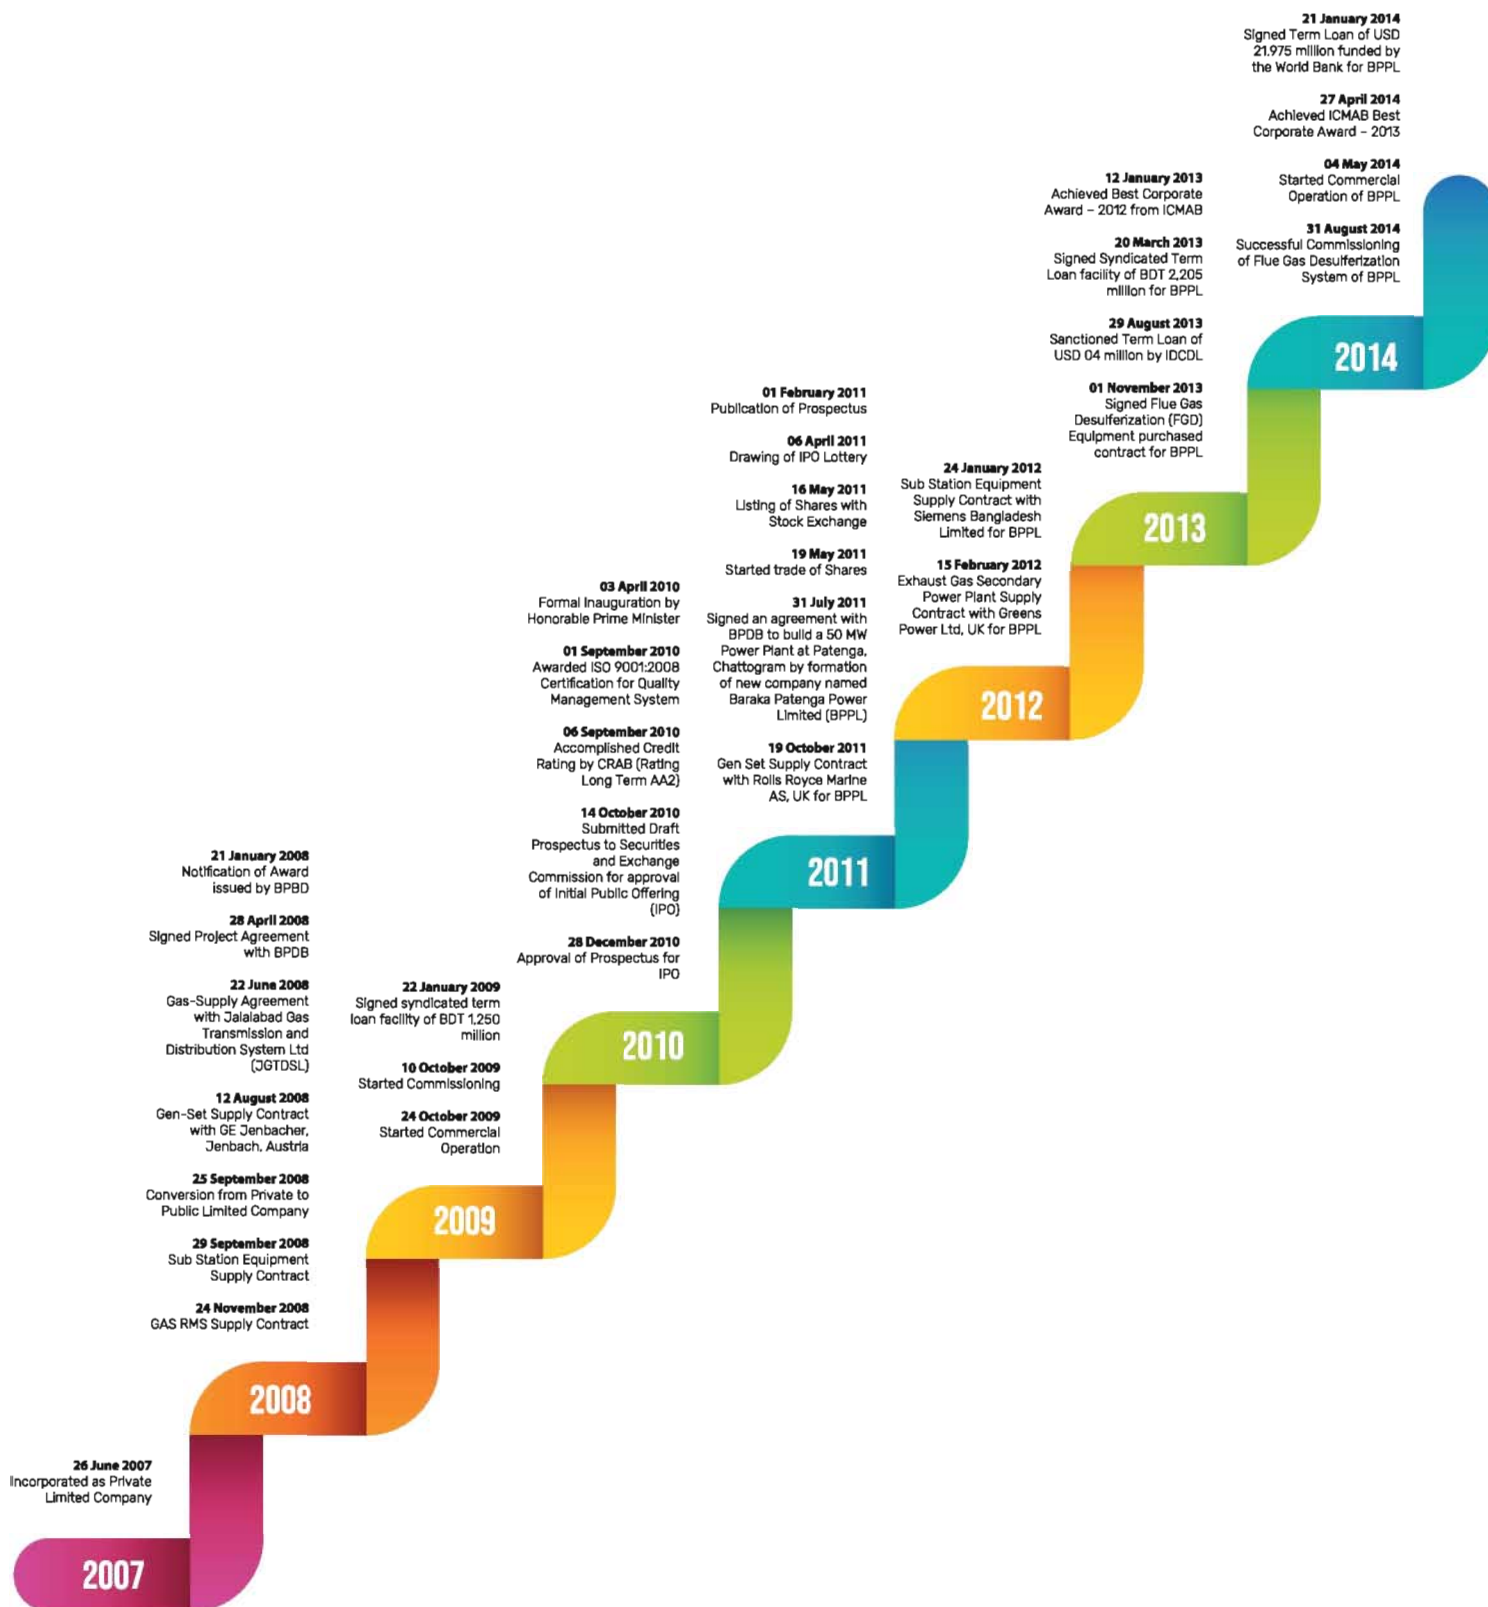 26 June 2007
Incorporated as Private
Limited Company
2007
21 January 2008
Notification of Award
issued by BPBD
28 April 2008
Signed Project Agreement
with BPDB
22 June 2008
Gas-Supply Agreement
with Jalalabad Gas
Transmission and
Distribution System Ltd
(JGTDSL)
12 August 2008
Gen-Set Supply Contract
with GE Jenbacher,
Jenbach, Austria
25 September 2008
Conversion from Private to
Public Limited Company
29 September 2008
Sub Station Equipment
Supply Contract
24 November 2008
GAS RMS Supply Contract
2008
22 January 2009
Signed syndicated term
loan facility of BDT 1,250
million
10 October 2009
Started Commissioning
24 October 2009
Started Commercial
Operation
2009
03 April 2010
Formal Inauguration by
Honorable Prime Minister
01 September 2010
Awarded ISO 9001:2008
Certification for Quality
Management System
06 September 2010
Accomplished Credit
Rating by CRAB (Rating
Long Term AA2)
14 October 2010
Submitted Draft
Prospectus to Securities
and Exchange
Commission for approval
of Initial Public Offering
(IPO)
28 December 2010
Approval of Prospectus for
IPO
2010
01 February 2011
Publication of Prospectus
06 April 2011
Drawing of IPO Lottery
16 May 2011
Listing of Shares with
Stock Exchange
19 May 2011
Started trade of Shares
31 July 2011
Signed an agreement with
BPDB to build a 50 MW
Power Plant at Patenga,
Chattogram by formation
of new company named
Baraka Patenga Power
Limited (BPPL)
19 October 2011
Gen Set Supply Contract
with Rolls Royce Marine
AS, UK for BPPL
2011
24 January 2012
Sub Station Equipment
Supply Contract with
Siemens Bangladesh
Limited for BPPL
15 February 2012
Exhaust Gas Secondary
Power Plant Supply
Contract with Greens
Power Ltd, UK for BPPL
2012
12 January 2013
Achieved Best Corporate
Award – 2012 from ICMAB
20 March 2013
Signed Syndicated Term
Loan facility of BDT 2,205
million for BPPL
29 August 2013
Sanctioned Term Loan of
USD 04 million by IDCDL
01 November 2013
Signed Flue Gas
Desulferization (FGD)
Equipment purchased
contract for BPPL
2013
21 January 2014
Signed Term Loan of USD
21.975 million funded by
the World Bank for BPPL
27 April 2014
Achieved ICMAB Best
Corporate Award – 2013
04 May 2014
Started Commercial
Operation of BPPL
31 August 2014
Successful Commissioning
of Flue Gas Desulferization
System of BPPL
2014